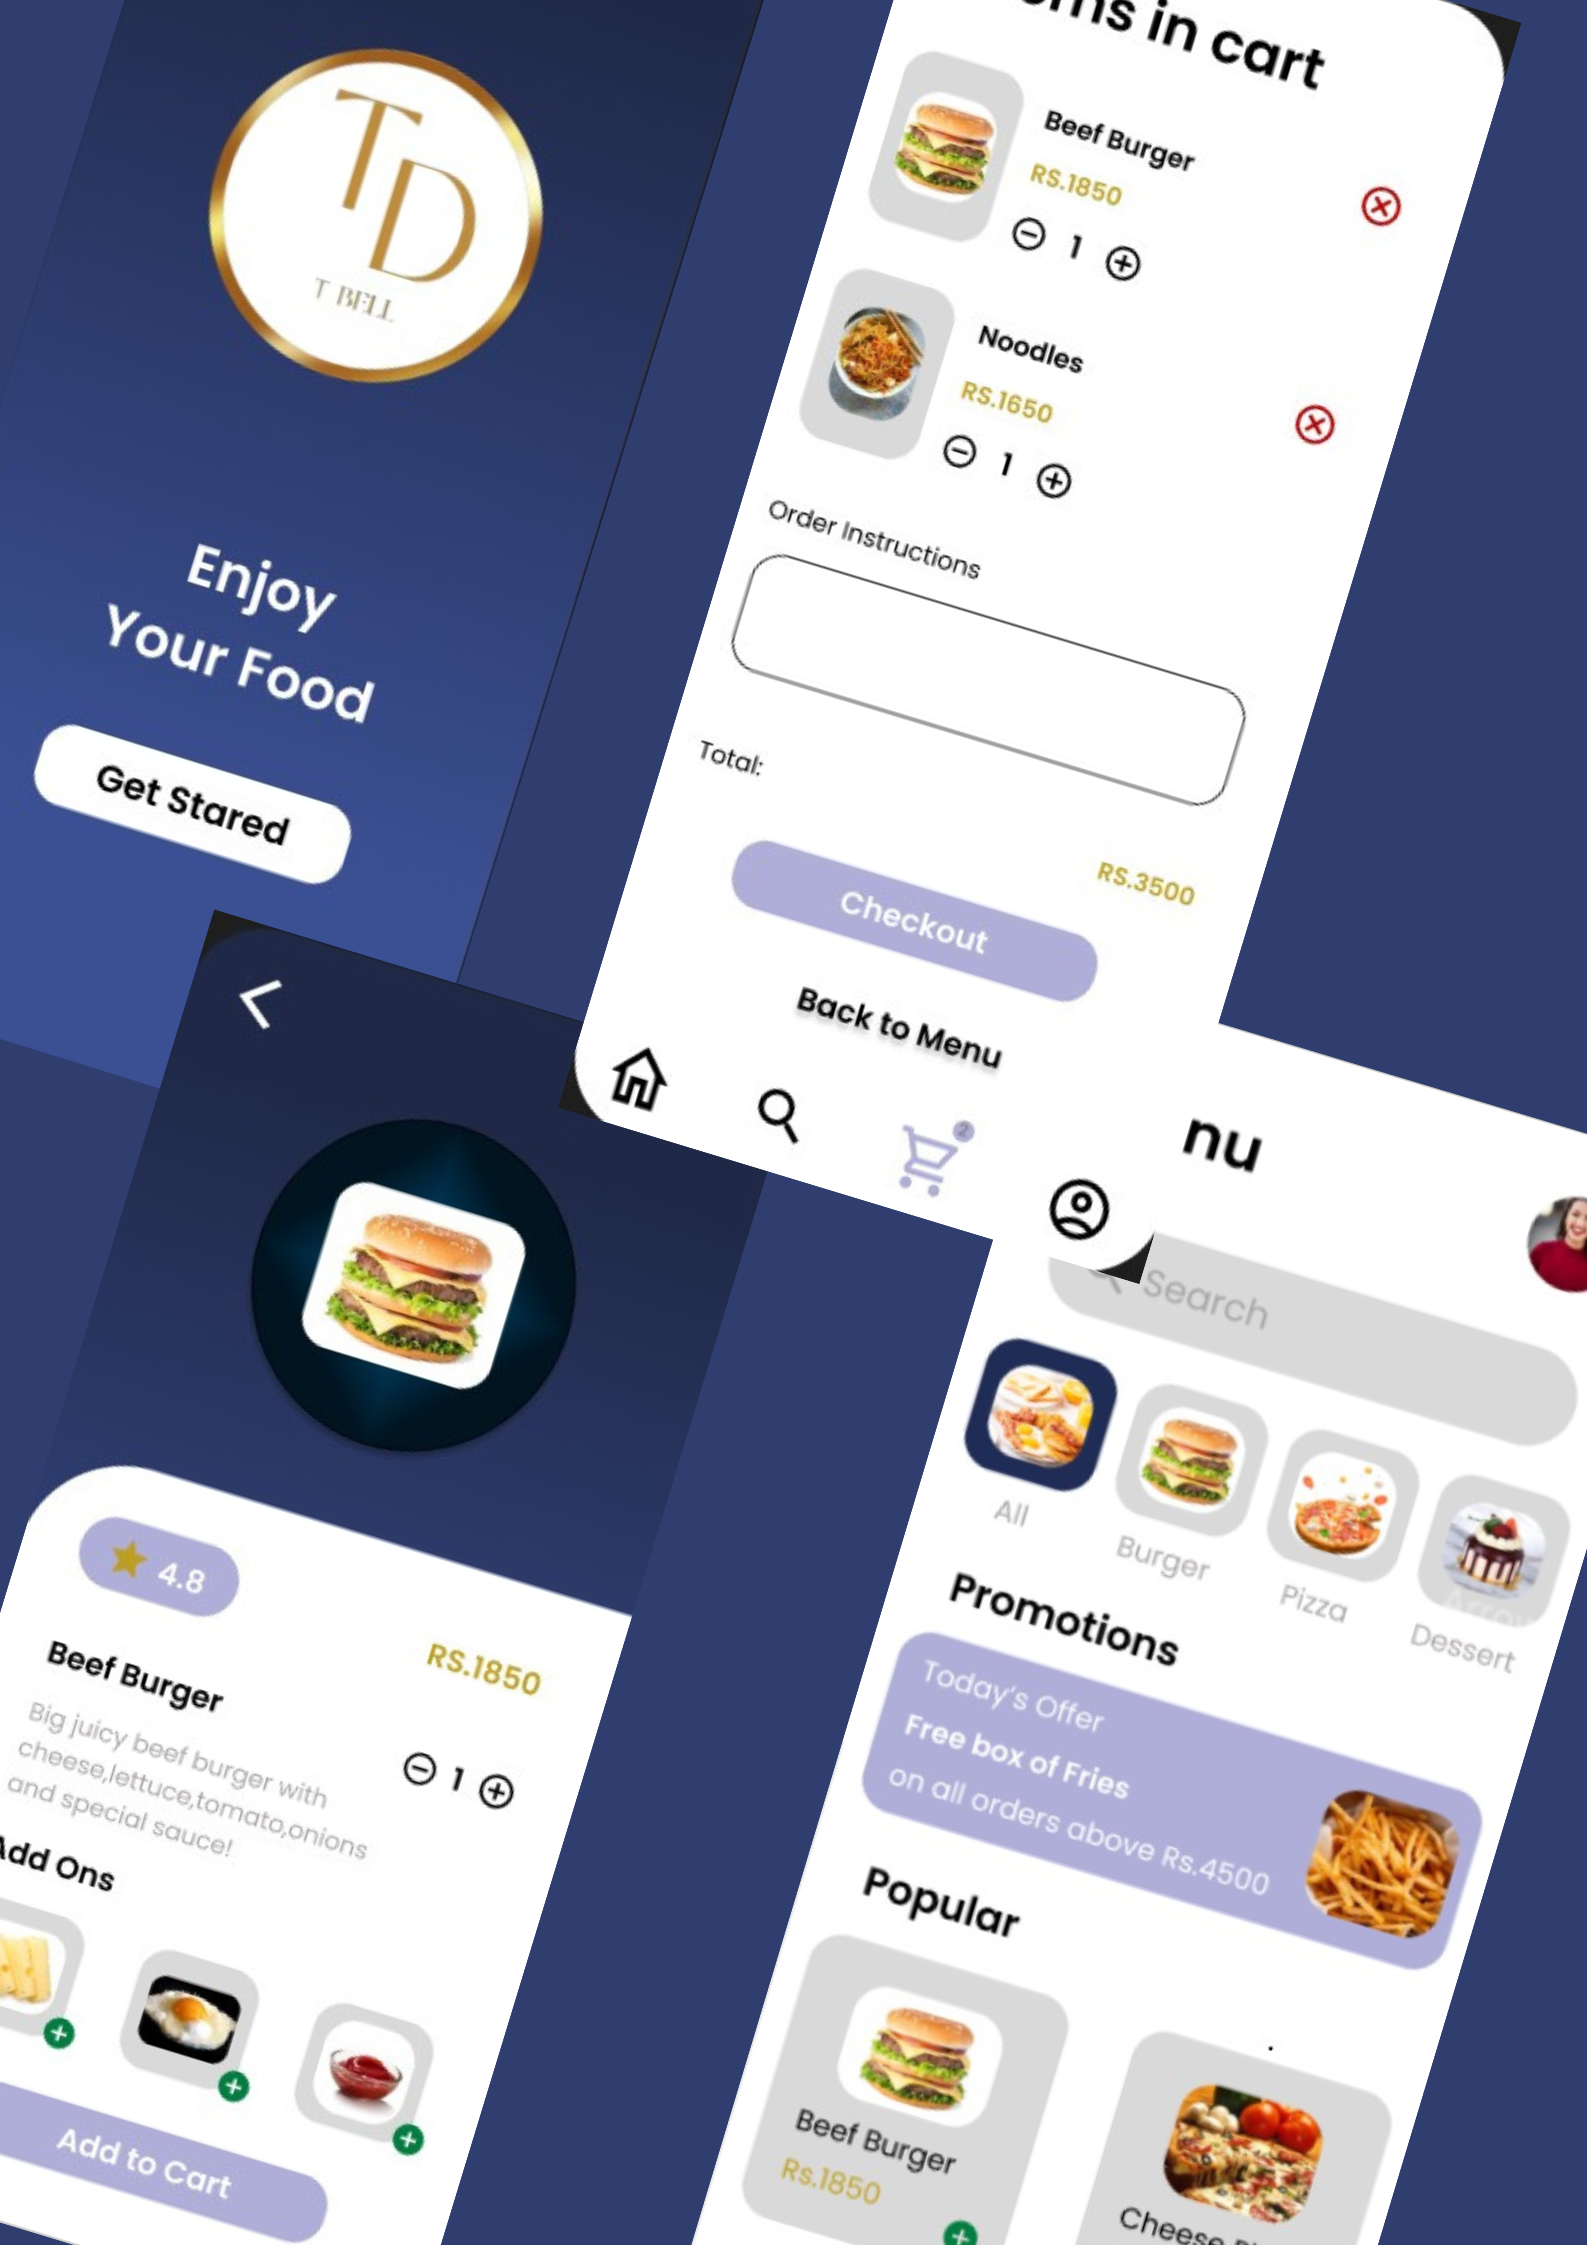 T
D
T BELL
Enjoy
Your Food
Get Stared
ms in cart
Beef Burger
RS.1850
1
Noodles
RS.1650
1
Order Instructions
Total:
RS.3500
Checkout
Back to Menu
2
4.8
RS.1850
Beef Burger
Big juicy beef burger with
cheese,lettuce,tomato,onions
and special sauce!
1
Add Ons
Add to Cart
nu
Search
All
Burger
Pizza
Dessert
Promotions
Today's Offer
Free box of Fries
on all orders above Rs.4500
Popular
Beef Burger
Rs.1850
Cheese